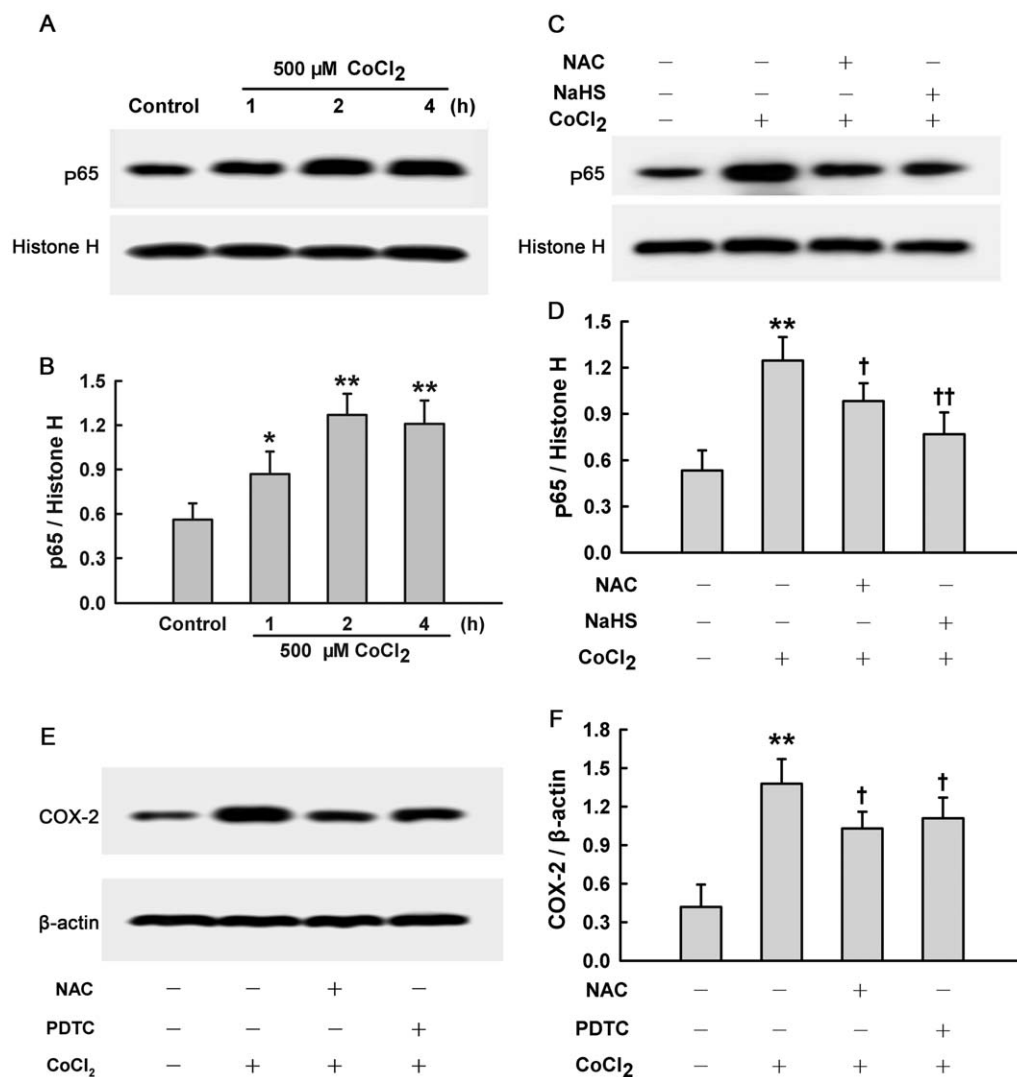 A
500 µM CoCl2
Control 1 2 4 (h)
P65
Histone H
B
p65 / Histone H
1.5
1.2
0.9
0.6
0.3
0.0
* ** **
Control 1 2 4 (h)
500 µM CoCl2
C
NAC – – + –
NaHS – – – +
CoCl2 – + + +
P65
Histone H
D
P65 / Histone H
1.5
1.2
0.9
0.6
0.3
0.0
** † ††
NAC – – + –
NaHS – – – +
CoCl2 – + + +
E
COX-2
β-actin
NAC – – + –
PDTC – – – +
CoCl2 – + + +
F
COX-2 / β-actin
1.8
1.5
1.2
0.9
0.6
0.3
0.0
** † †
NAC – – + –
PDTC – – – +
CoCl2 – + + +